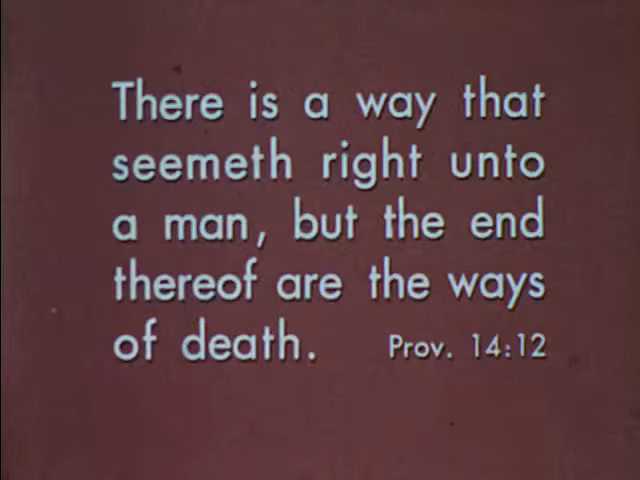 There is a way that
seemeth right unto
a man, but the end
thereof are the ways
of death. Prov. 14:12